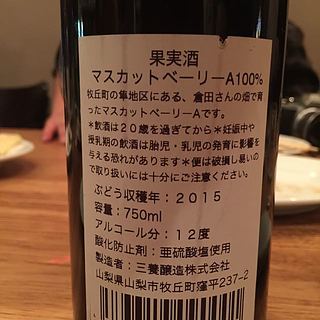 果実酒
マスカットベーリーA100%
牧丘町の隼地区にある、倉田さんの畑で育
ったマスカットベーリーAです。
＊飲酒は20歳を過ぎてから＊妊娠中や
授乳期の飲酒は胎児・乳児の発育に影響を
与える恐れがあります＊便は破損し易いの
で取り扱いには十分にご注意ください。
ぶどう収穫年：2015
容量：750ml
アルコール分：12度
酸化防止剤：亜硫酸塩使用
製造者：三養醸造株式会社
山梨県山梨市牧丘町窪平237-2